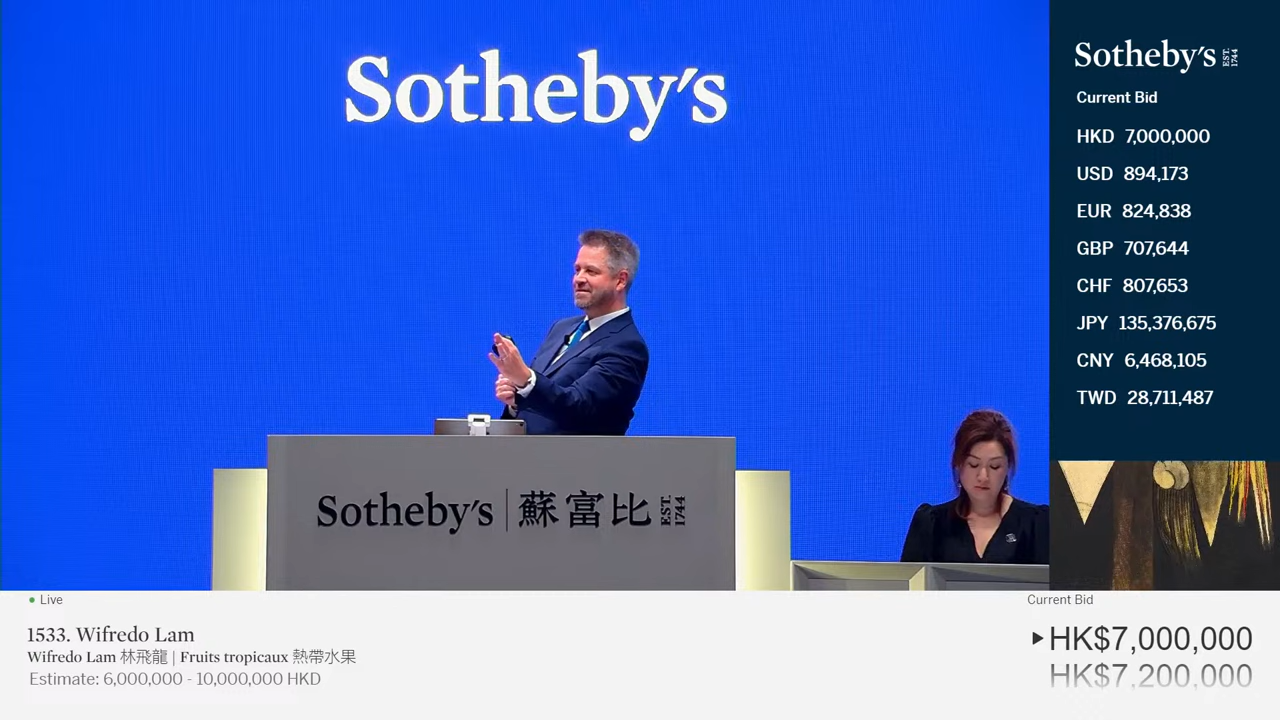 Sotheby's
Sotheby's EST. 1744
Current Bid
HKD 7,000,000
USD 894,173
EUR 824,838
GBP 707,644
CHF 807,653
JPY 135,376,675
CNY 6,468,105
TWD 28,711,487
Sotheby's | 蘇富比 EST. 1744
Live
1533. Wifredo Lam
Wifredo Lam 林飛龍 | Fruits tropicaux 熱帶水果
Estimate: 6,000,000 - 10,000,000 HKD
Current Bid
HK$7,000,000
HK$7,200,000